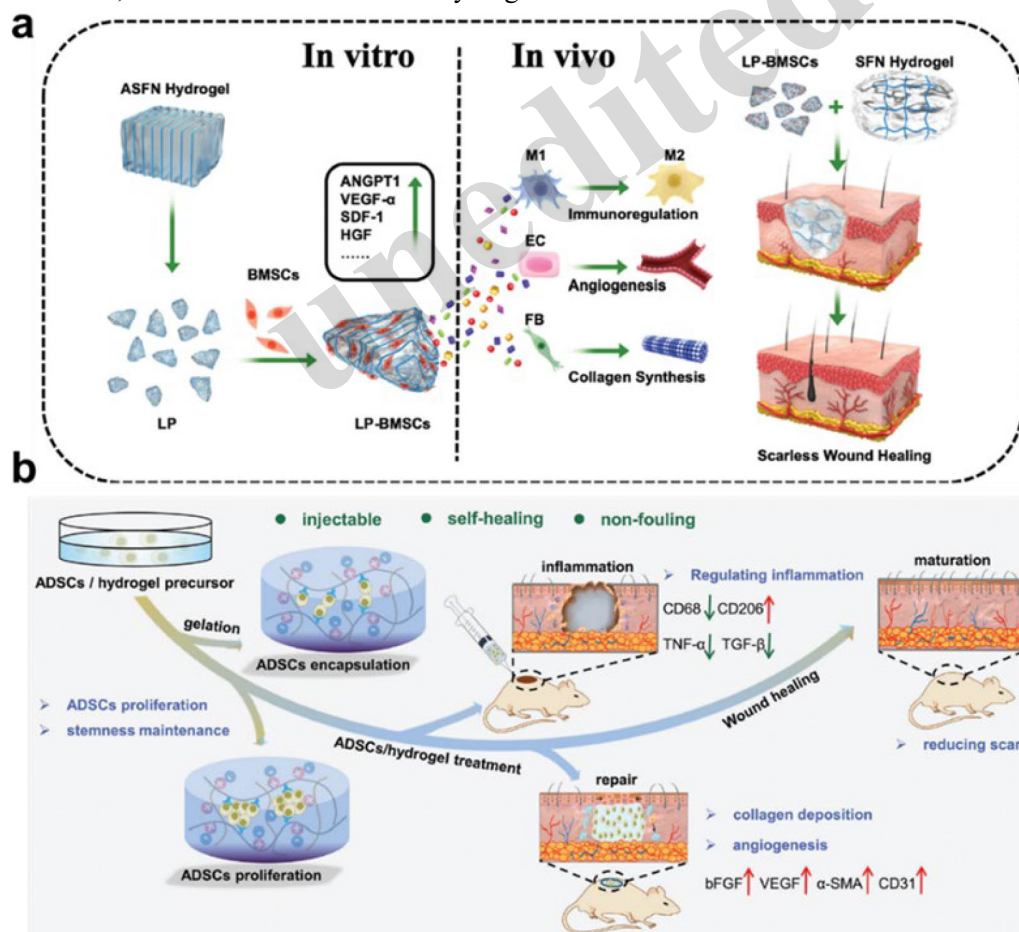 a
In vitro
In vivo
ASFN Hydrogel
LP-BMSCs
SFN Hydrogel
ANGPT1
VEGF-α
SDF-1
HGF
......
BMSCs
LP
LP-BMSCs
M1
M2
Immunoregulation
EC
Angiogenesis
FB
Collagen Synthesis
+
Scarless Wound Healing
unedited
b
injectable
self-healing
non-fouling
ADSCs / hydrogel precursor
gelation
ADSCs encapsulation
ADSCs proliferation
stemness maintenance
ADSCs proliferation
ADSCs/hydrogel treatment
inflammation
Regulating inflammation
CD68 CD206
TNF-α TGF-β
Wound healing
maturation
reducing scar
repair
collagen deposition
angiogenesis
bFGF VEGF α-SMA CD31